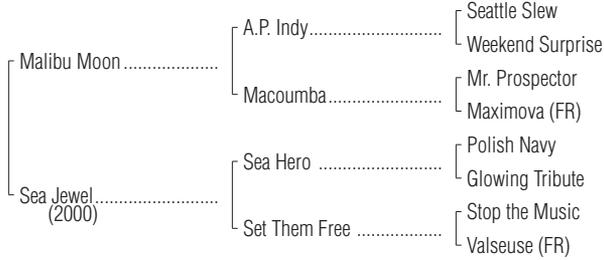 Seattle Slew
A.P. Indy..............................
Weekend Surprise
Malibu Moon .....................
Mr. Prospector
Macoumba..........................
Maximova (FR)
Polish Navy
Sea Hero ............................
Glowing Tribute
Sea Jewel............................
(2000)
Stop the Music
Set Them Free ...................
Valseuse (FR)